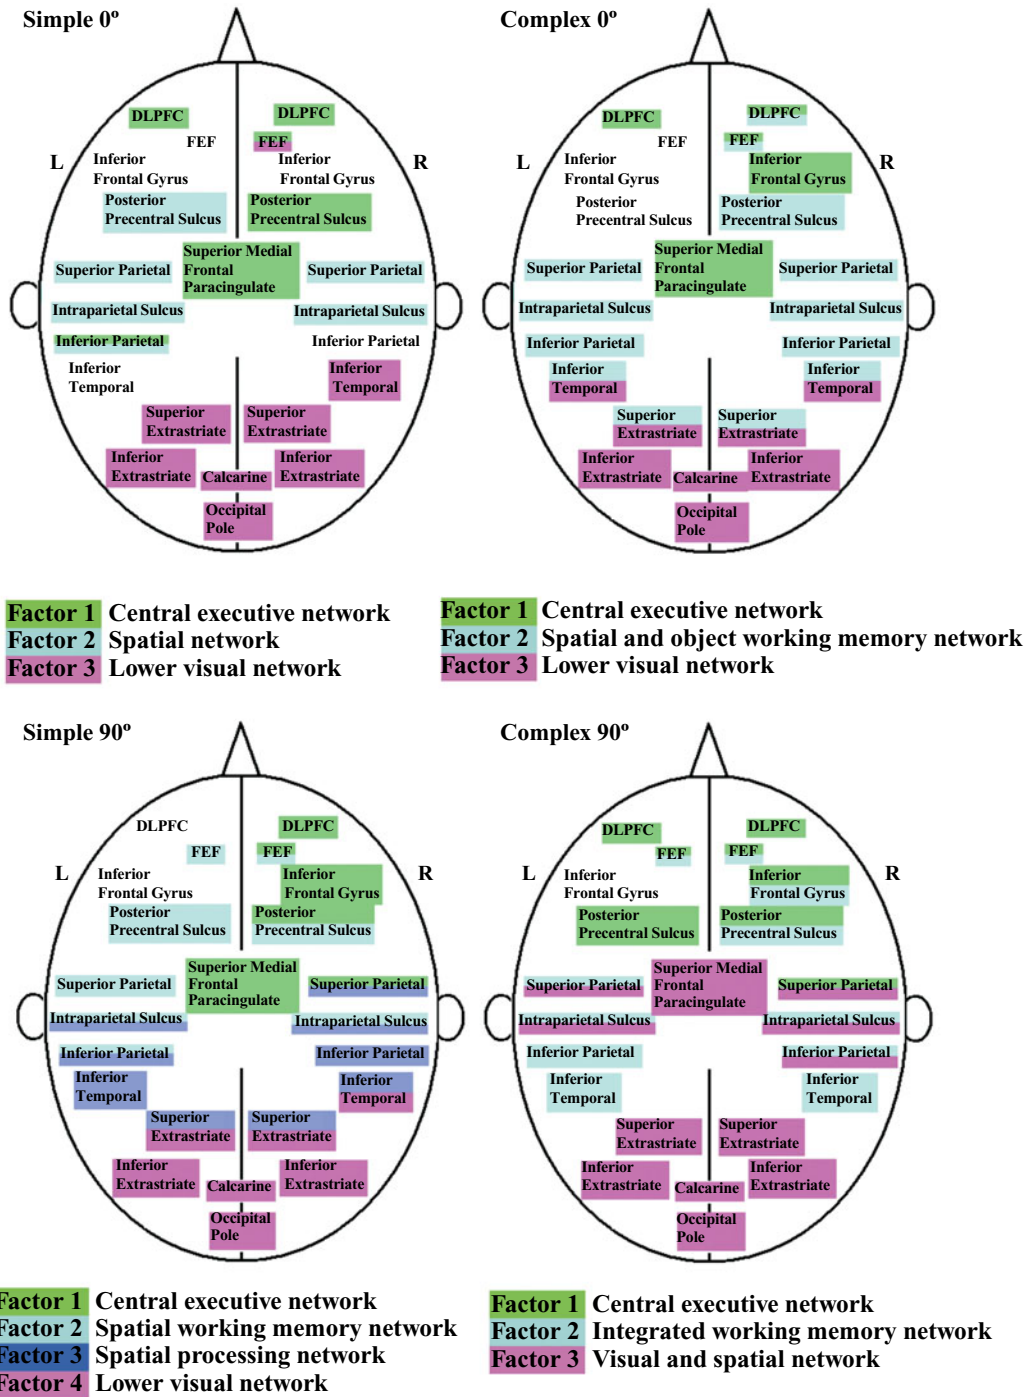 Simple 0º
DLPFC
DLPFC
FEF
FEF
L
R
Inferior
Frontal Gyrus
Inferior
Frontal Gyrus
Posterior
Precentral Sulcus
Posterior
Precentral Sulcus
Superior Medial
Frontal
Paracingulate
Superior Parietal
Superior Parietal
Intraparietal Sulcus
Intraparietal Sulcus
Inferior Parietal
Inferior Parietal
Inferior
Temporal
Inferior
Temporal
Superior
Extrastriate
Superior
Extrastriate
Inferior
Extrastriate
Calcarine
Inferior
Extrastriate
Occipital
Pole
Factor 1 Central executive network
Factor 2 Spatial network
Factor 3 Lower visual network
Complex 0º
DLPFC
DLPFC
FEF
FEF
L
R
Inferior
Frontal Gyrus
Inferior
Frontal Gyrus
Posterior
Precentral Sulcus
Posterior
Precentral Sulcus
Superior Medial
Frontal
Paracingulate
Superior Parietal
Superior Parietal
Intraparietal Sulcus
Intraparietal Sulcus
Inferior Parietal
Inferior Parietal
Inferior
Temporal
Inferior
Temporal
Superior
Extrastriate
Superior
Extrastriate
Inferior
Extrastriate
Calcarine
Inferior
Extrastriate
Occipital
Pole
Factor 1 Central executive network
Factor 2 Spatial and object working memory network
Factor 3 Lower visual network
Simple 90º
DLPFC
DLPFC
FEF
FEF
L
R
Inferior
Frontal Gyrus
Inferior
Frontal Gyrus
Posterior
Precentral Sulcus
Posterior
Precentral Sulcus
Superior Medial
Frontal
Paracingulate
Superior Parietal
Superior Parietal
Intraparietal Sulcus
Intraparietal Sulcus
Inferior Parietal
Inferior Parietal
Inferior
Temporal
Inferior
Temporal
Superior
Extrastriate
Superior
Extrastriate
Inferior
Extrastriate
Calcarine
Inferior
Extrastriate
Occipital
Pole
Factor 1 Central executive network
Factor 2 Spatial working memory network
Factor 3 Spatial processing network
Factor 4 Lower visual network
Complex 90º
DLPFC
DLPFC
FEF
FEF
L
R
Inferior
Frontal Gyrus
Inferior
Frontal Gyrus
Posterior
Precentral Sulcus
Posterior
Precentral Sulcus
Superior Medial
Frontal
Paracingulate
Superior Parietal
Superior Parietal
Intraparietal Sulcus
Intraparietal Sulcus
Inferior Parietal
Inferior Parietal
Inferior
Temporal
Inferior
Temporal
Superior
Extrastriate
Superior
Extrastriate
Inferior
Extrastriate
Calcarine
Inferior
Extrastriate
Occipital
Pole
Factor 1 Central executive network
Factor 2 Integrated working memory network
Factor 3 Visual and spatial network